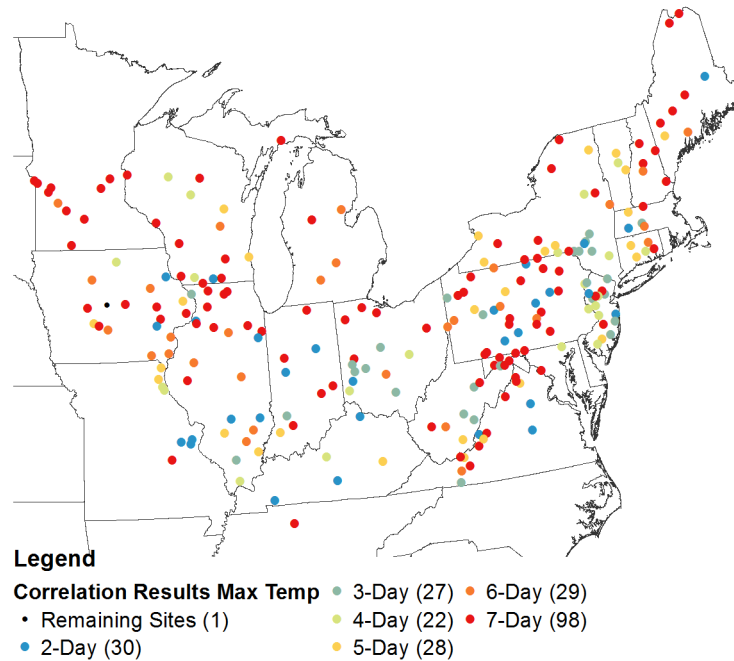 Legend
Correlation Results Max Temp
Remaining Sites (1)
2-Day (30)
3-Day (27)
4-Day (22)
5-Day (28)
6-Day (29)
7-Day (98)